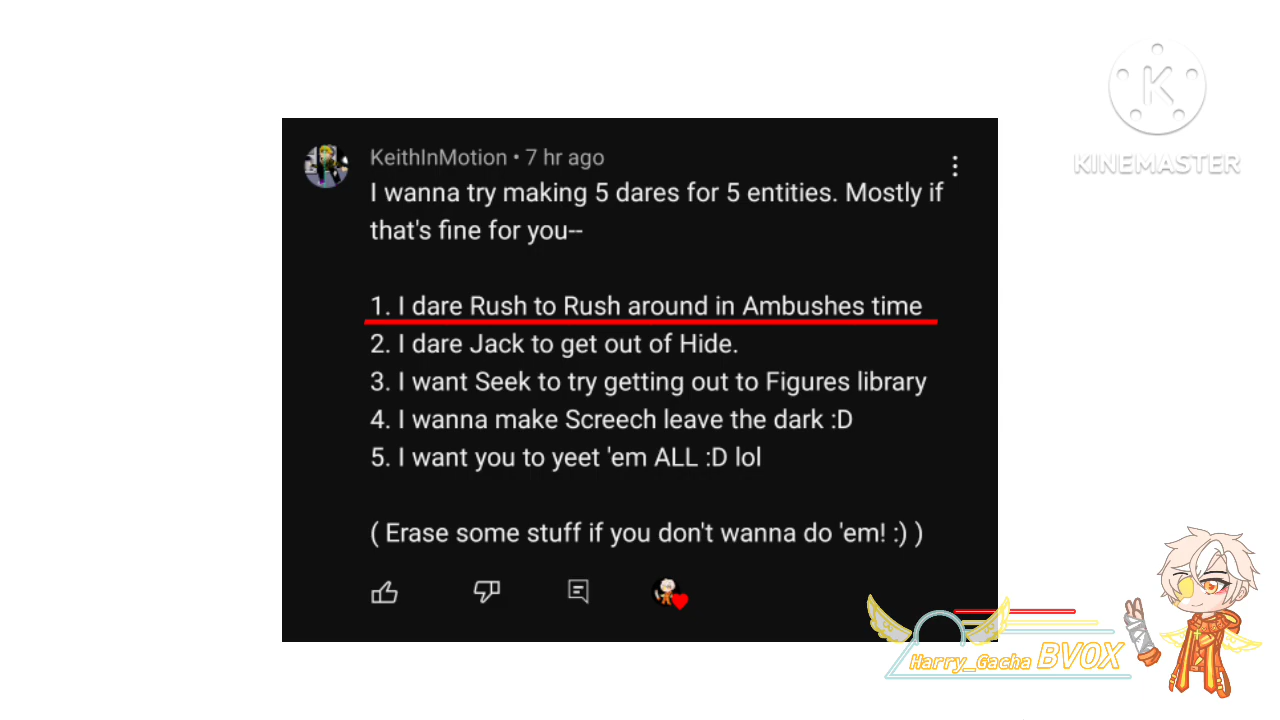 KINEMASTER
KeithInMotion • 7 hr ago
I wanna try making 5 dares for 5 entities. Mostly if
that's fine for you--
1. I dare Rush to Rush around in Ambushes time
2. I dare Jack to get out of Hide.
3. I want Seek to try getting out to Figures library
4. I wanna make Screech leave the dark :D
5. I want you to yeet 'em ALL :D lol
( Erase some stuff if you don't wanna do 'em! :) )
Harry_Gacha BVOX